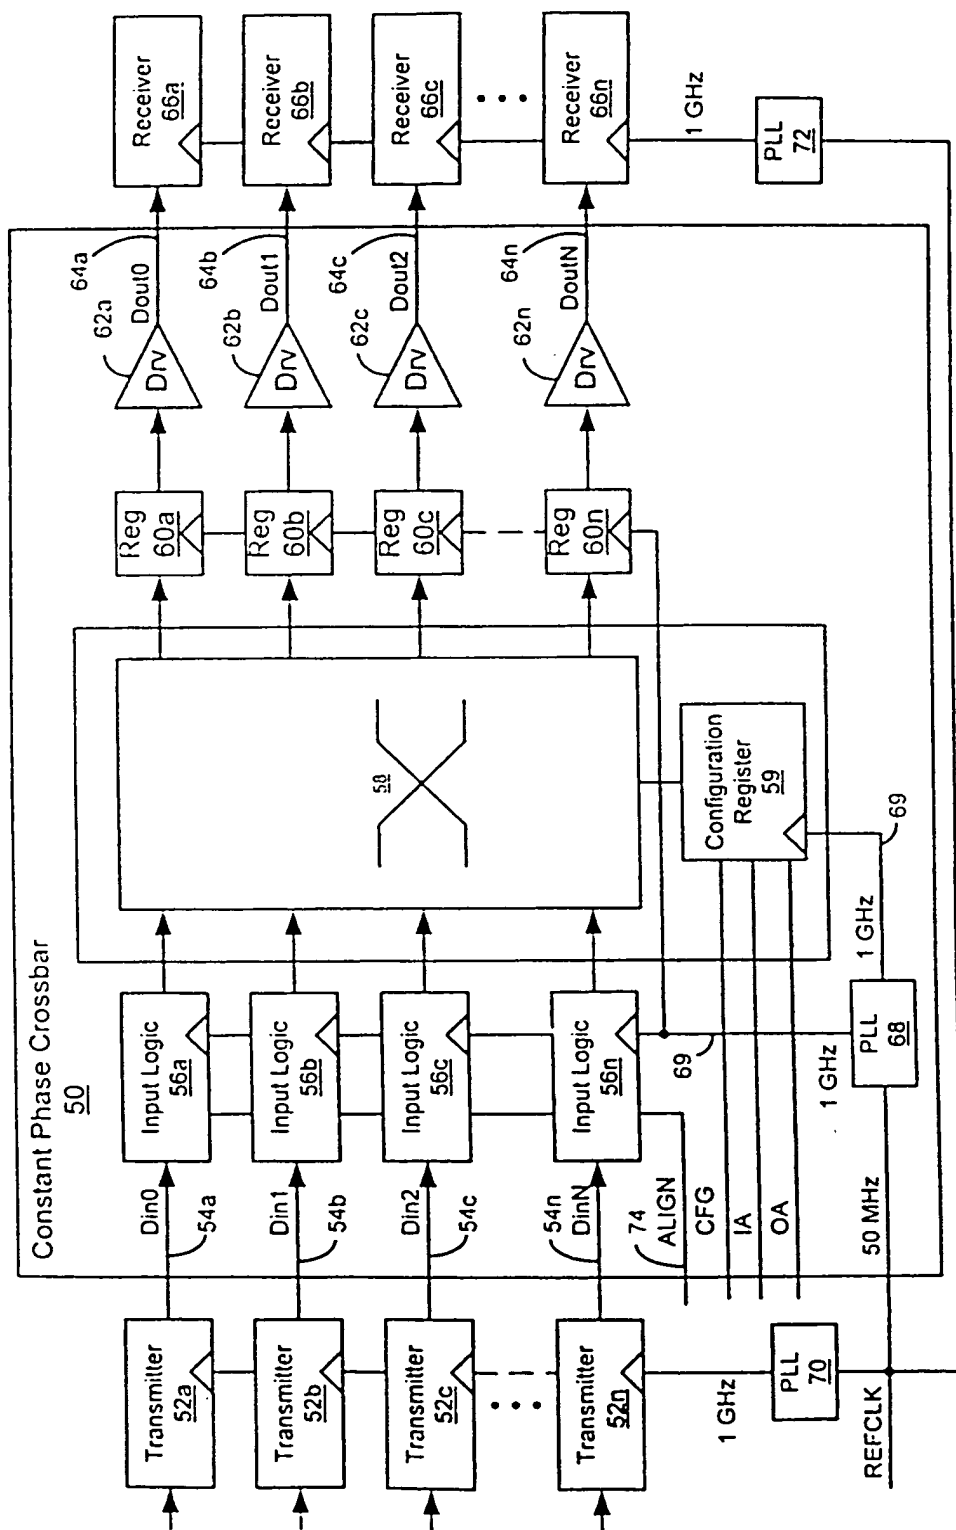 Constant Phase Crossbar
50
Transmitter
52a
Din0
54a
Input Logic
56a
Reg
60a
Drv
62a
Dout0
64a
Receiver
66a
Transmitter
52b
Din1
54b
Input Logic
56b
Reg
60b
Drv
62b
Dout1
64b
Receiver
66b
Transmitter
52c
Din2
54c
Input Logic
56c
58
Reg
60c
Drv
62c
Dout2
64c
Receiver
66c
Transmitter
52n
54n
DinN
Input Logic
56n
Reg
60n
Drv
62n
DoutN
64n
Receiver
66n
74
ALIGN
CFG
IA
OA
69
Configuration
Register
59
69
1 GHz
PLL
70
REFCLK
50 MHz
1 GHz
PLL
68
1 GHz
1 GHz
PLL
72